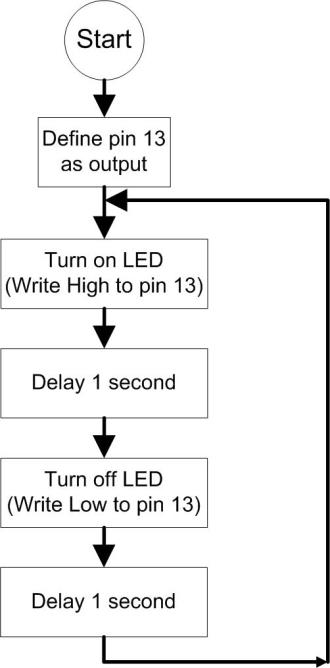 Start
Define pin 13
as output
Turn on LED
(Write High to pin 13)
Delay 1 second
Turn off LED
(Write Low to pin 13)
Delay 1 second